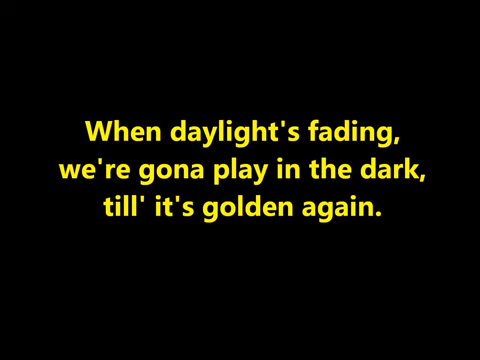 When daylight's fading,
we're gona play in the dark,
till' it's golden again.